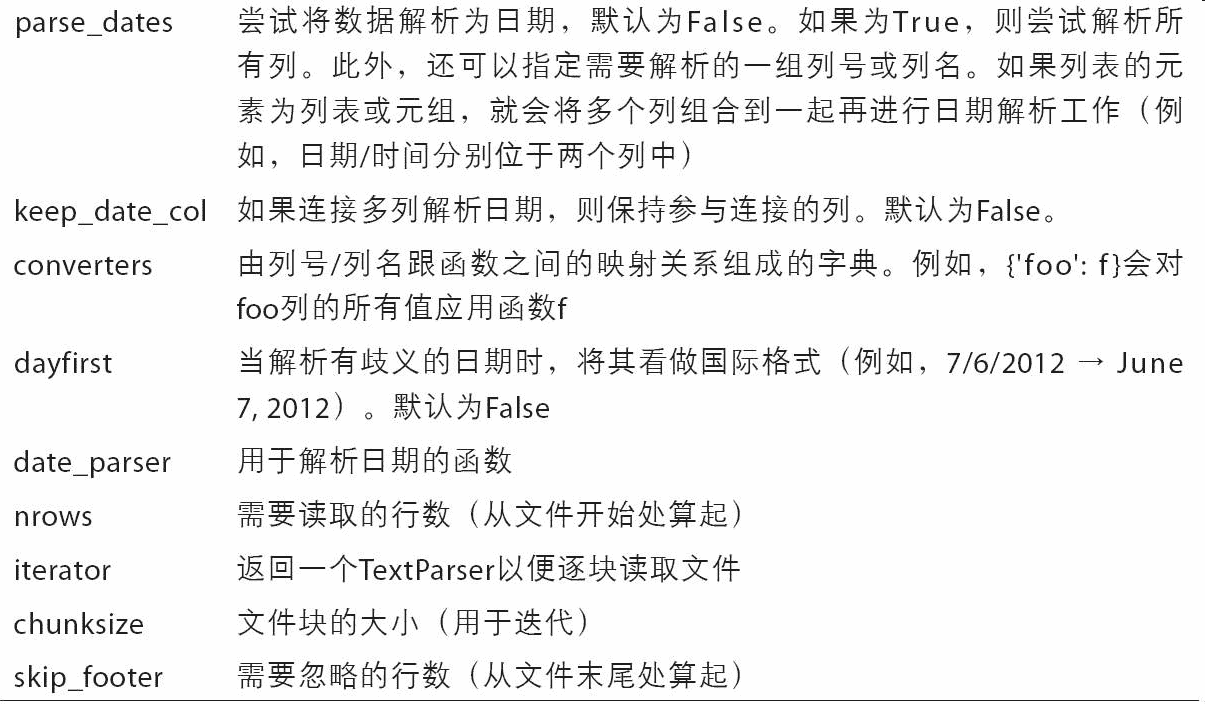 parse_dates 尝试将数据解析为日期，默认为False。如果为True，则尝试解析所
有列。此外，还可以指定需要解析的一组列号或列名。如果列表的元
素为列表或元组，就会将多个列组合到一起再进行日期解析工作（例
如，日期/时间分别位于两个列中）
keep_date_col 如果连接多列解析日期，则保持参与连接的列。默认为False。
converters 由列号/列名跟函数之间的映射关系组成的字典。例如，{'foo': f}会对
foo列的所有值应用函数f
dayfirst 当解析有歧义的日期时，将其看做国际格式（例如，7/6/2012 → June
7, 2012）。默认为False
date_parser 用于解析日期的函数
nrows 需要读取的行数（从文件开始处算起）
iterator 返回一个TextParser以便逐块读取文件
chunksize 文件块的大小（用于迭代）
skip_footer 需要忽略的行数（从文件末尾处算起）